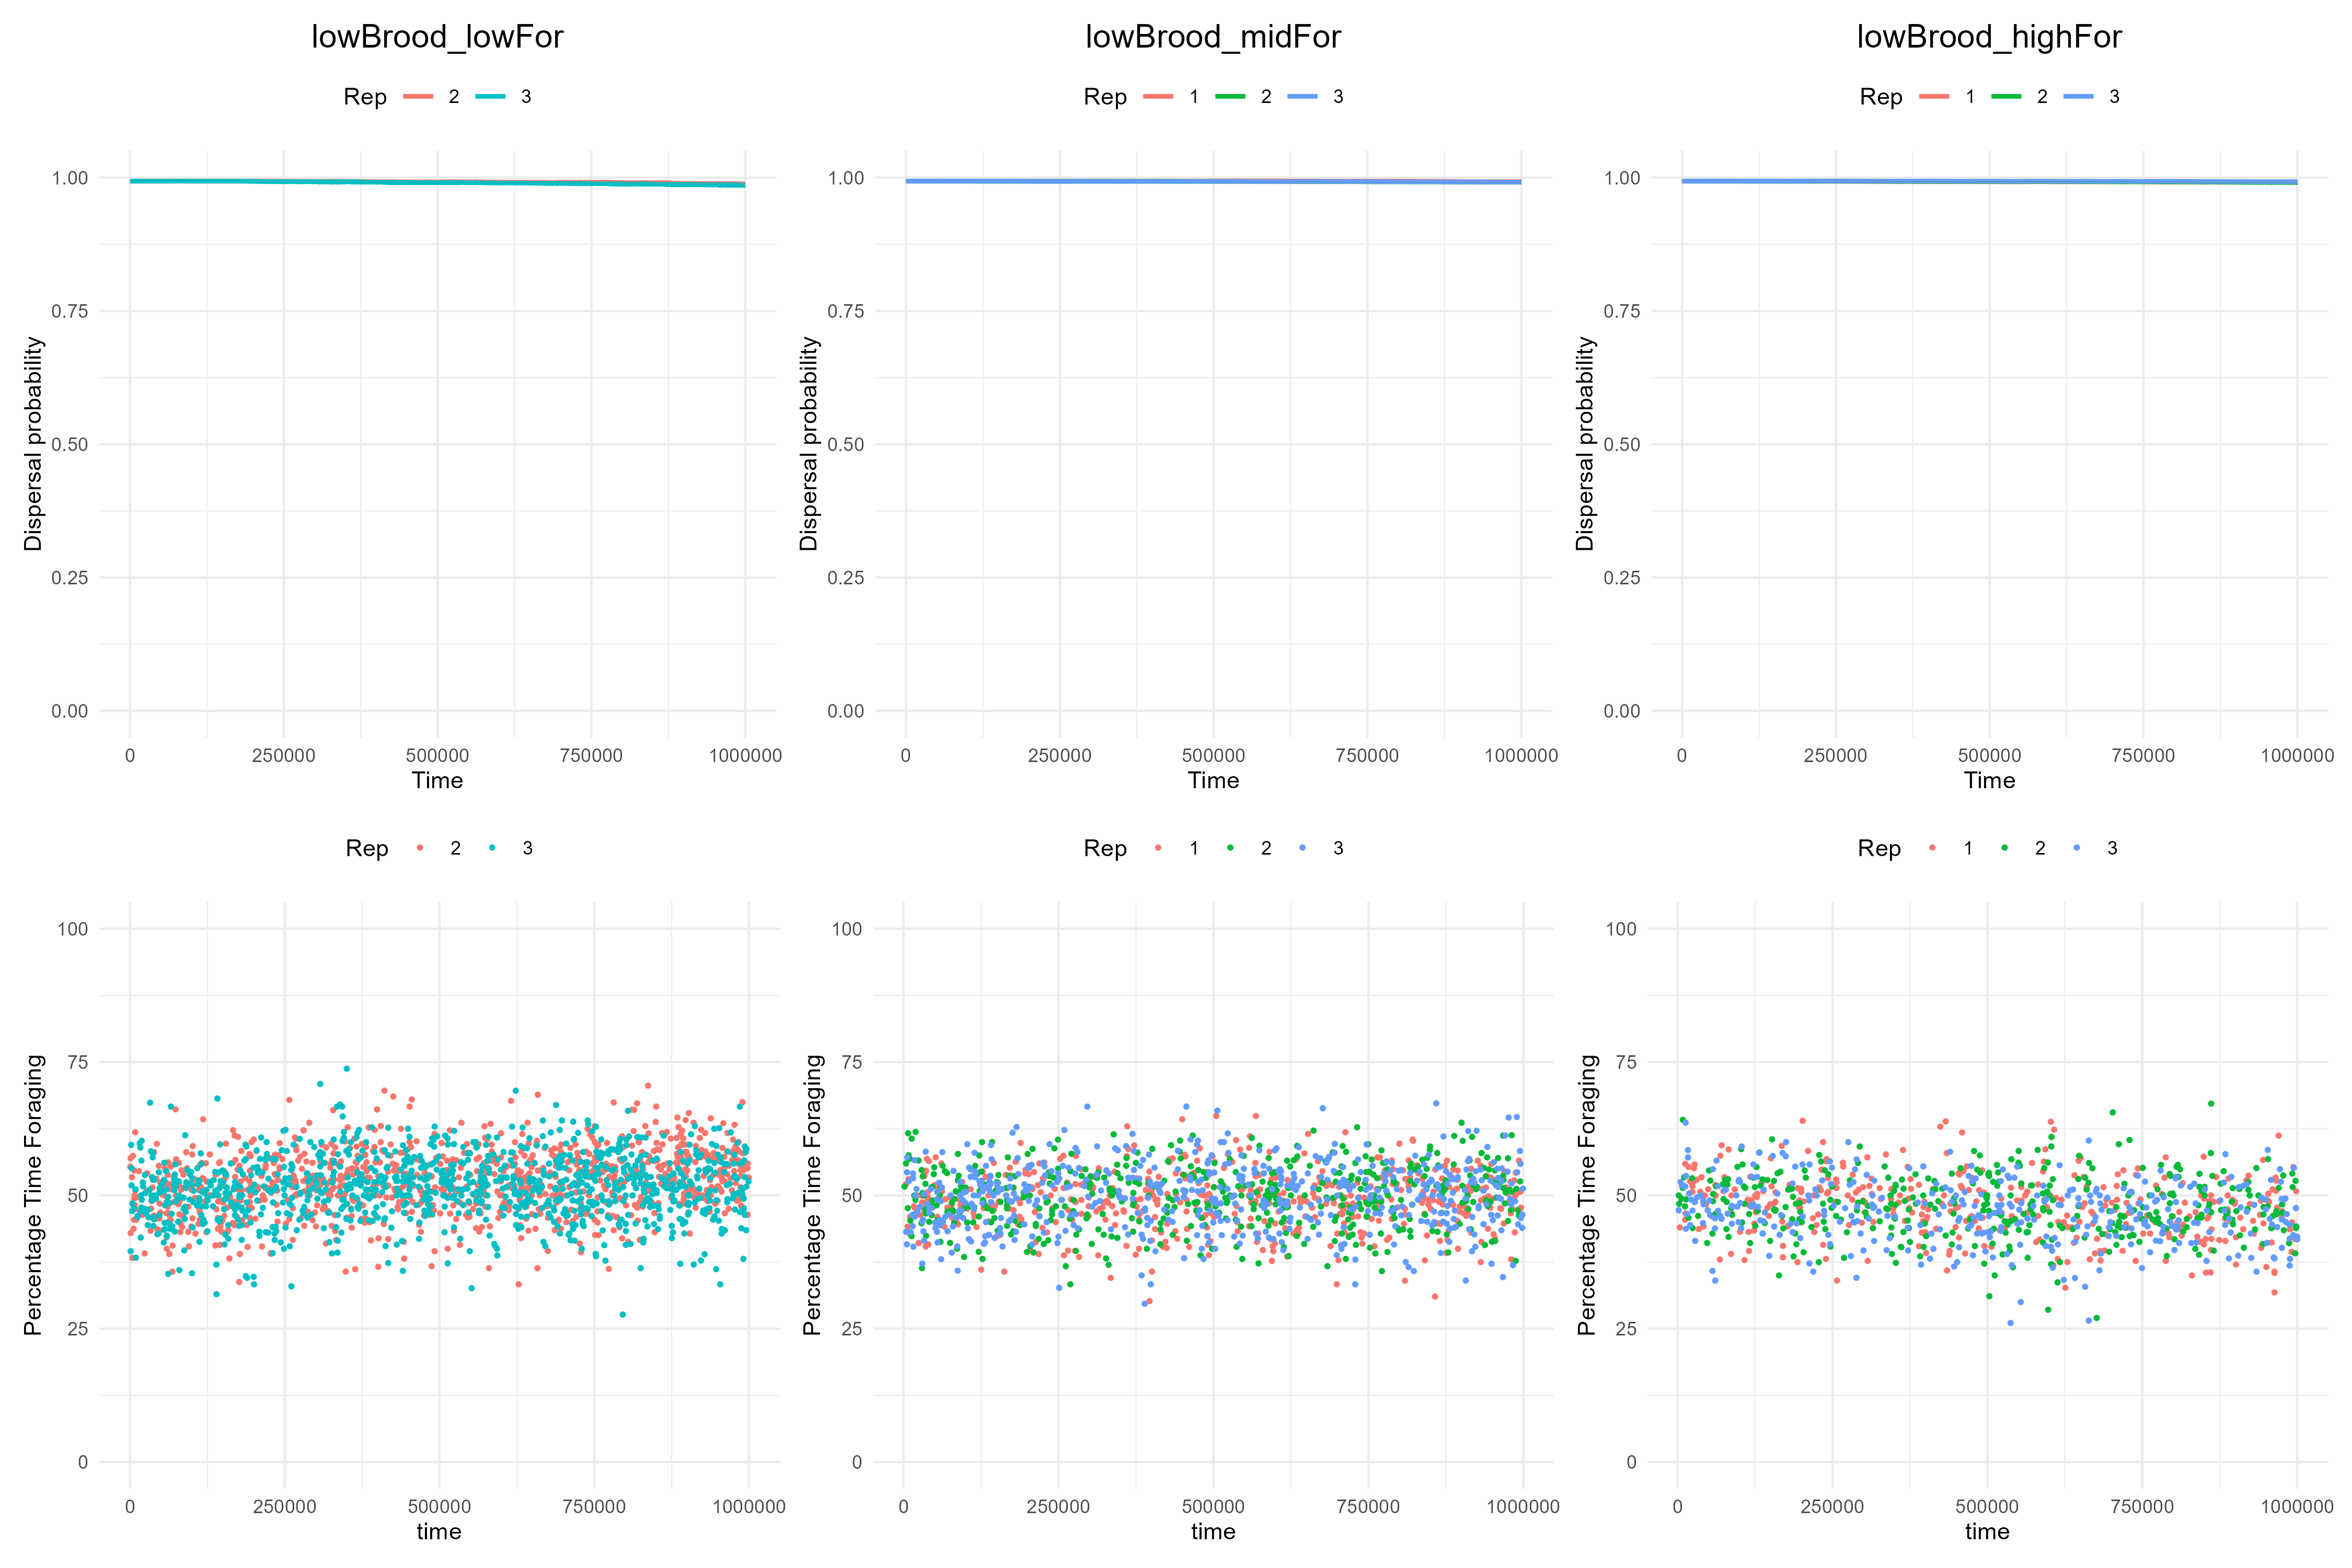 lowBrood_lowFor
lowBrood_midFor
lowBrood_highFor
Rep 2 3
Rep 1 2 3
Rep 1 2 3
Dispersal probability
1.00
0.75
0.50
0.25
0.00
0 250000 500000 750000 1000000
Time
Dispersal probability
1.00
0.75
0.50
0.25
0.00
0 250000 500000 750000 1000000
Time
Dispersal probability
1.00
0.75
0.50
0.25
0.00
0 250000 500000 750000 1000000
Time
Rep 2 3
Rep 1 2 3
Rep 1 2 3
Percentage Time Foraging
100
75
50
25
0
0 250000 500000 750000 1000000
time
Percentage Time Foraging
100
75
50
25
0
0 250000 500000 750000 1000000
time
Percentage Time Foraging
100
75
50
25
0
0 250000 500000 750000 1000000
time